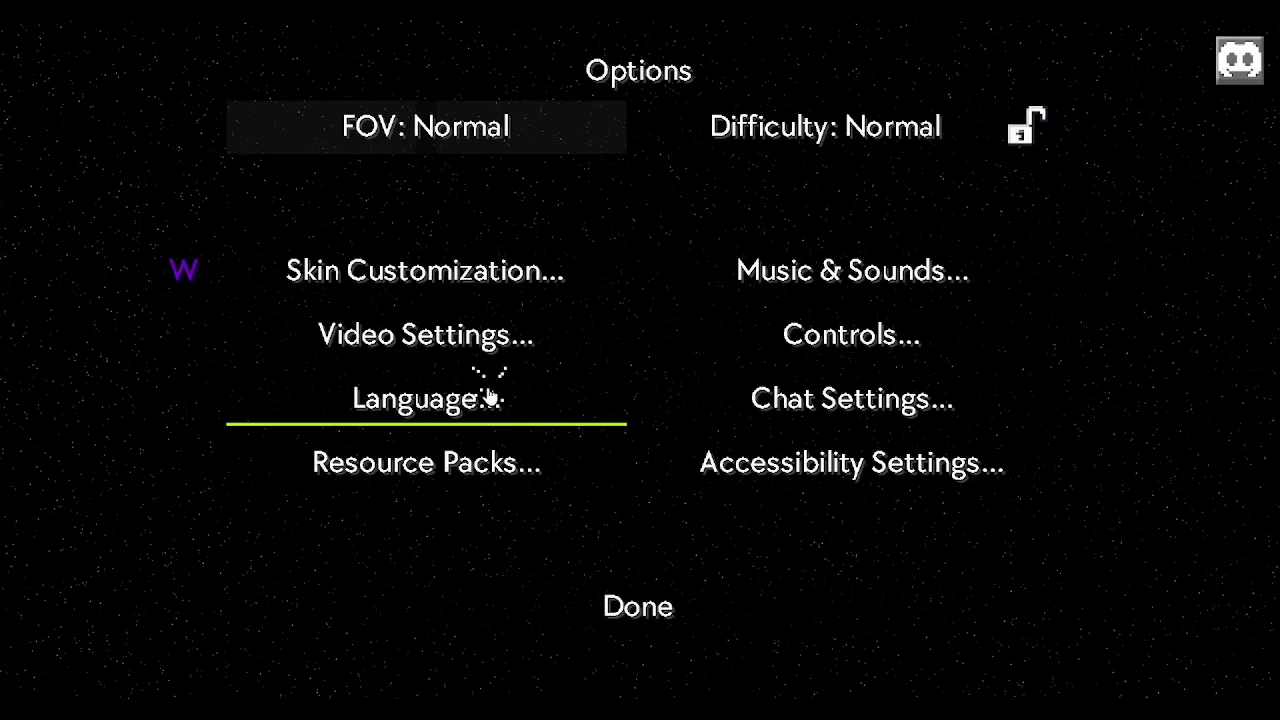 Options
FOV: Normal
Difficulty: Normal
W
Skin Customization...
Music & Sounds...
Video Settings...
Controls...
Language...
Chat Settings...
Resource Packs...
Accessibility Settings...
Done